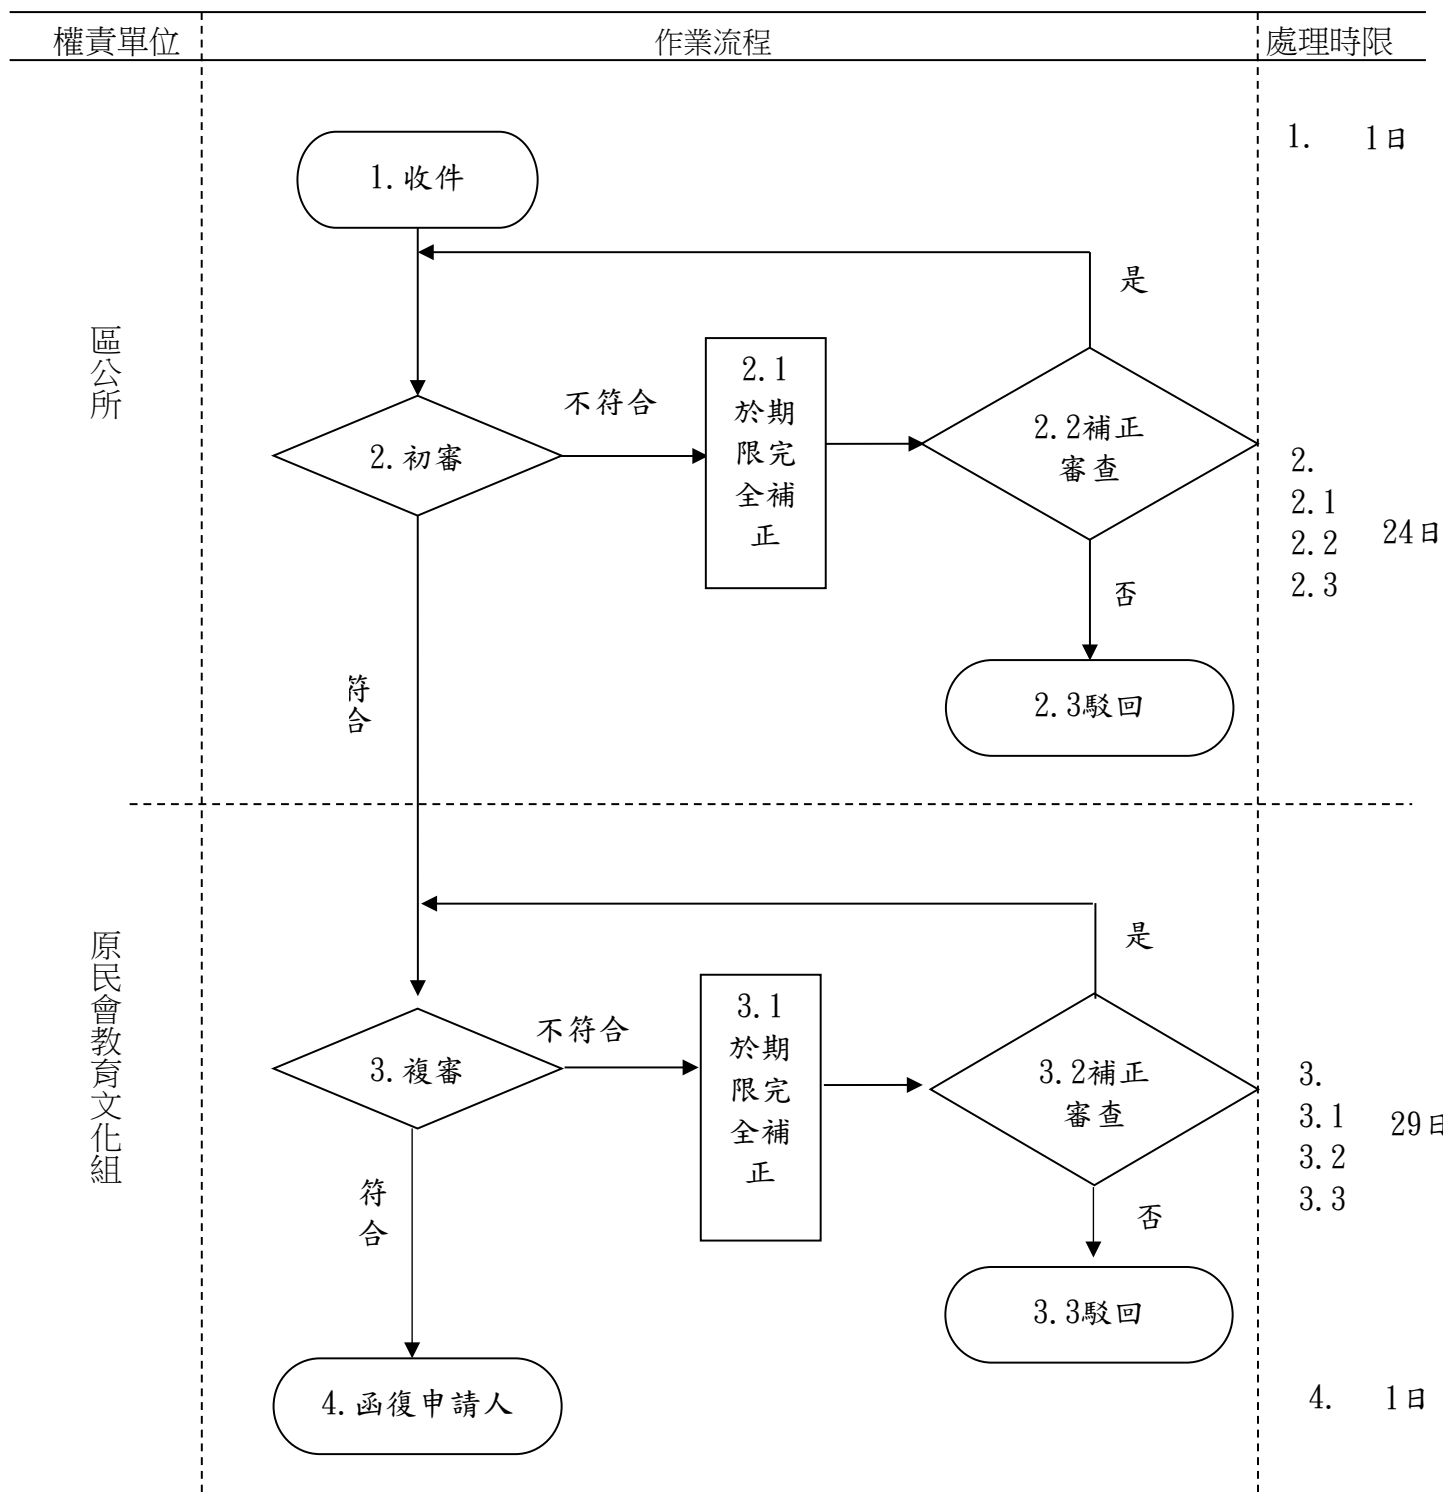 權責單位
作業流程
處理時限
1. 1日
1.收件
是
區公所
不符合
2.1
於期
限完
全補
正
2.2補正
審查
2.初審
2.
2.1
2.2
2.3
24日
否
符
合
2.3駁回
是
原民會教育文化組
不符合
3.1
於期
限完
全補
正
3.2補正
審查
3.複審
3.
3.1
3.2
3.3
29日
符
合
否
3.3駁回
4.函復申請人
4. 1日